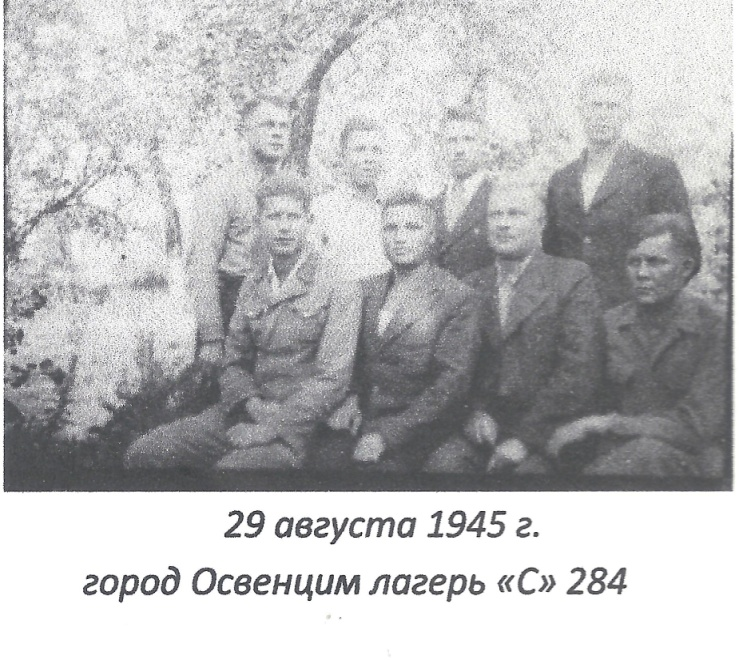 29 августа 1945 г.
город Освенцим лагерь «С» 284